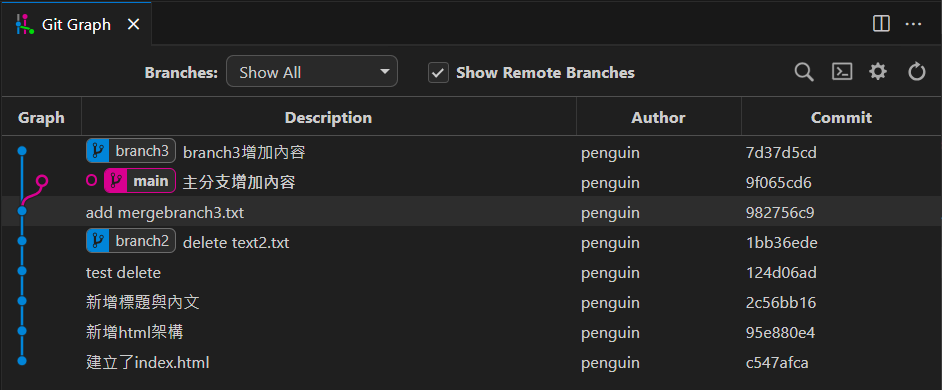 Git Graph
Branches: Show All Show Remote Branches
Graph Description Author Commit
branch3 branch3增加內容 penguin 7d37d5cd
main 主分支增加內容 penguin 9f065cd6
add mergebranch3.txt penguin 982756c9
branch2 delete text2.txt penguin 1bb36ede
test delete penguin 124d06ad
新增標題與內文 penguin 2c56bb16
新增html架構 penguin 95e880e4
建立了index.html penguin c547afca